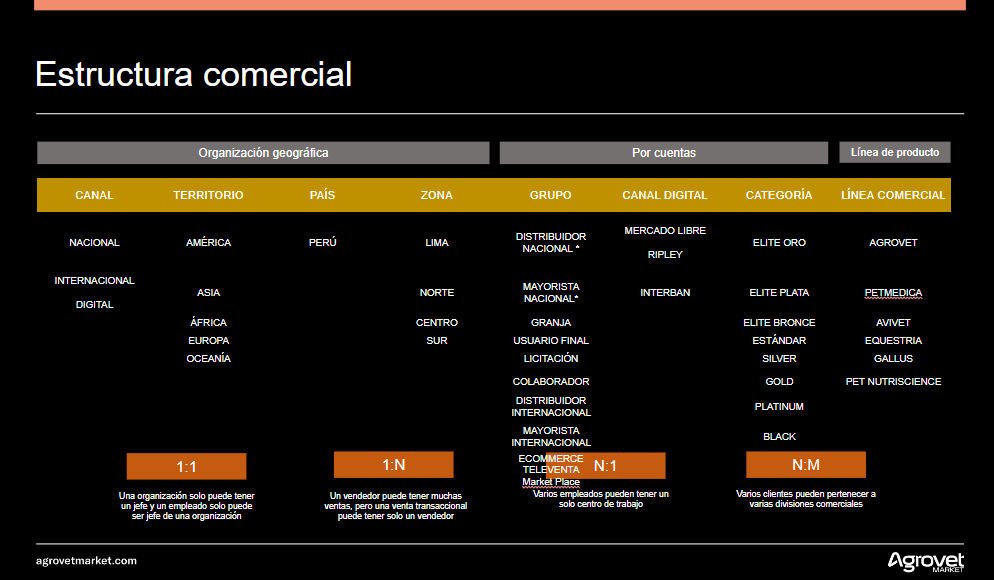 Estructura comercial
Organización geográfica
Por cuentas
Línea de producto
CANAL
TERRITORIO
PAÍS
ZONA
GRUPO
CANAL DIGITAL
CATEGORÍA
LÍNEA COMERCIAL
NACIONAL
INTERNACIONAL
DIGITAL
AMÉRICA
ASIA
ÁFRICA
EUROPA
OCEANÍA
PERÚ
LIMA
NORTE
CENTRO
SUR
DISTRIBUIDOR
NACIONAL *
MAYORISTA
NACIONAL*
GRANJA
USUARIO FINAL
LICITACIÓN
COLABORADOR
DISTRIBUIDOR
INTERNACIONAL
MAYORISTA
INTERNACIONAL
ECOMMERCE
TELEVENTA
Market Place
MERCADO LIBRE
RIPLEY
INTERBAN
ELITE ORO
ELITE PLATA
ELITE BRONCE
ESTÁNDAR
SILVER
GOLD
PLATINUM
BLACK
AGROVET
PETMEDICA
AVIVET
EQUESTRIA
GALLUS
PET NUTRISCIENCE
1:1
Una organización solo puede tener
un jefe y un empleado solo puede
ser jefe de una organización
1:N
Un vendedor puede tener muchas
ventas, pero una venta transaccional
puede tener solo un vendedor
N:1
Varios empleados pueden tener un
solo centro de trabajo
N:M
Varios clientes pueden pertenecer a
varias divisiones comerciales
agrovetmarket.com
Agrovet
MARKET